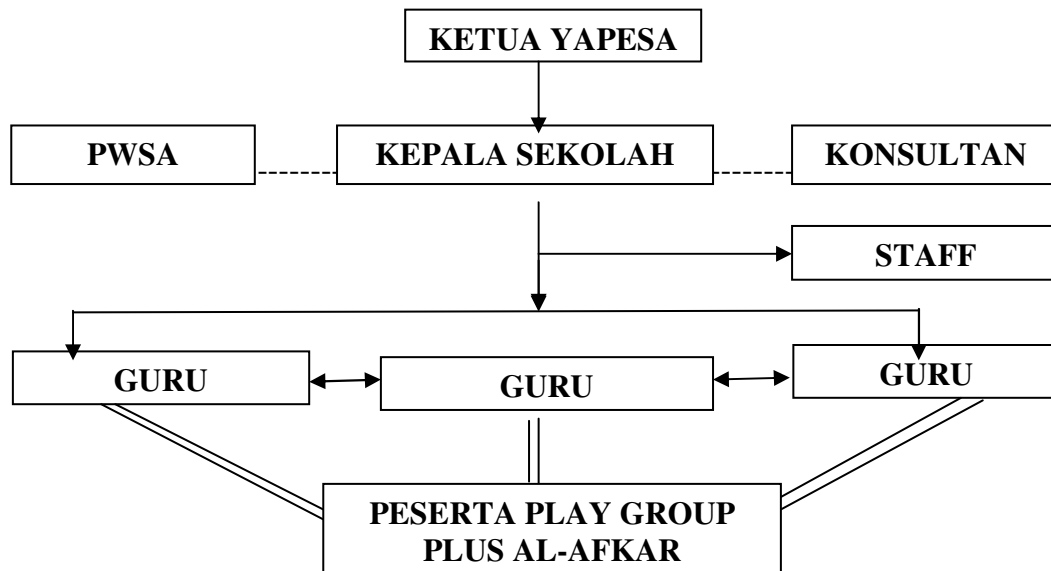 KETUA YAPESA
PWSA
KEPALA SEKOLAH
KONSULTAN
STAFF
GURU
GURU
GURU
PESERTA PLAY GROUP
PLUS AL-AFKAR